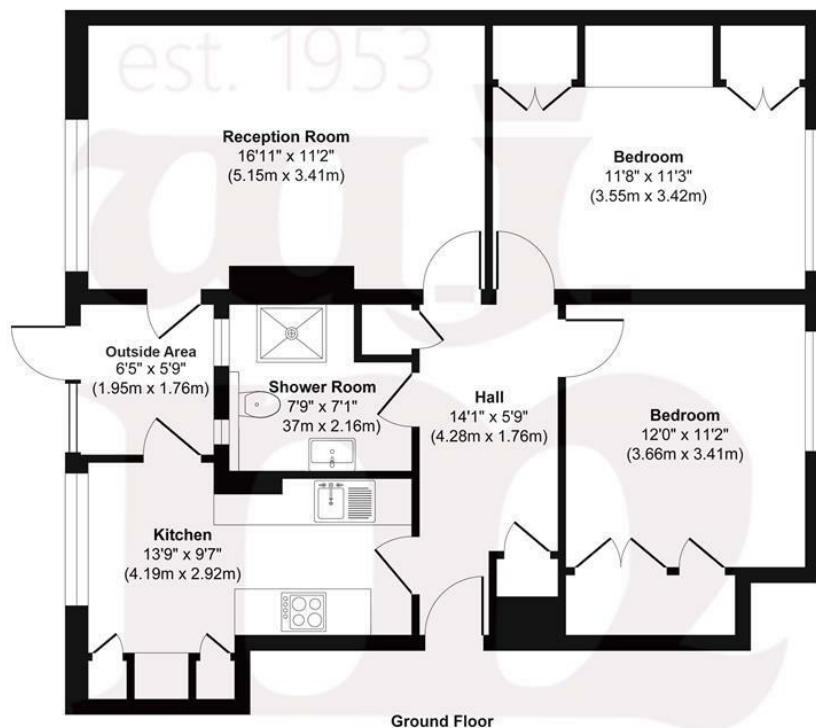 est. 1953
Reception Room
16'11" x 11'2"
(5.15m x 3.41m)
Bedroom
11'8" x 11'3"
(3.55m x 3.42m)
Outside Area
6'5" x 5'9"
(1.95m x 1.76m)
Shower Room
7'9" x 7'1"
37m x 2.16m)
Hall
14'1" x 5'9"
(4.28m x 1.76m)
Bedroom
12'0" x 11'2"
(3.66m x 3.41m)
Kitchen
13'9" x 9'7"
(4.19m x 2.92m)
Ground Floor